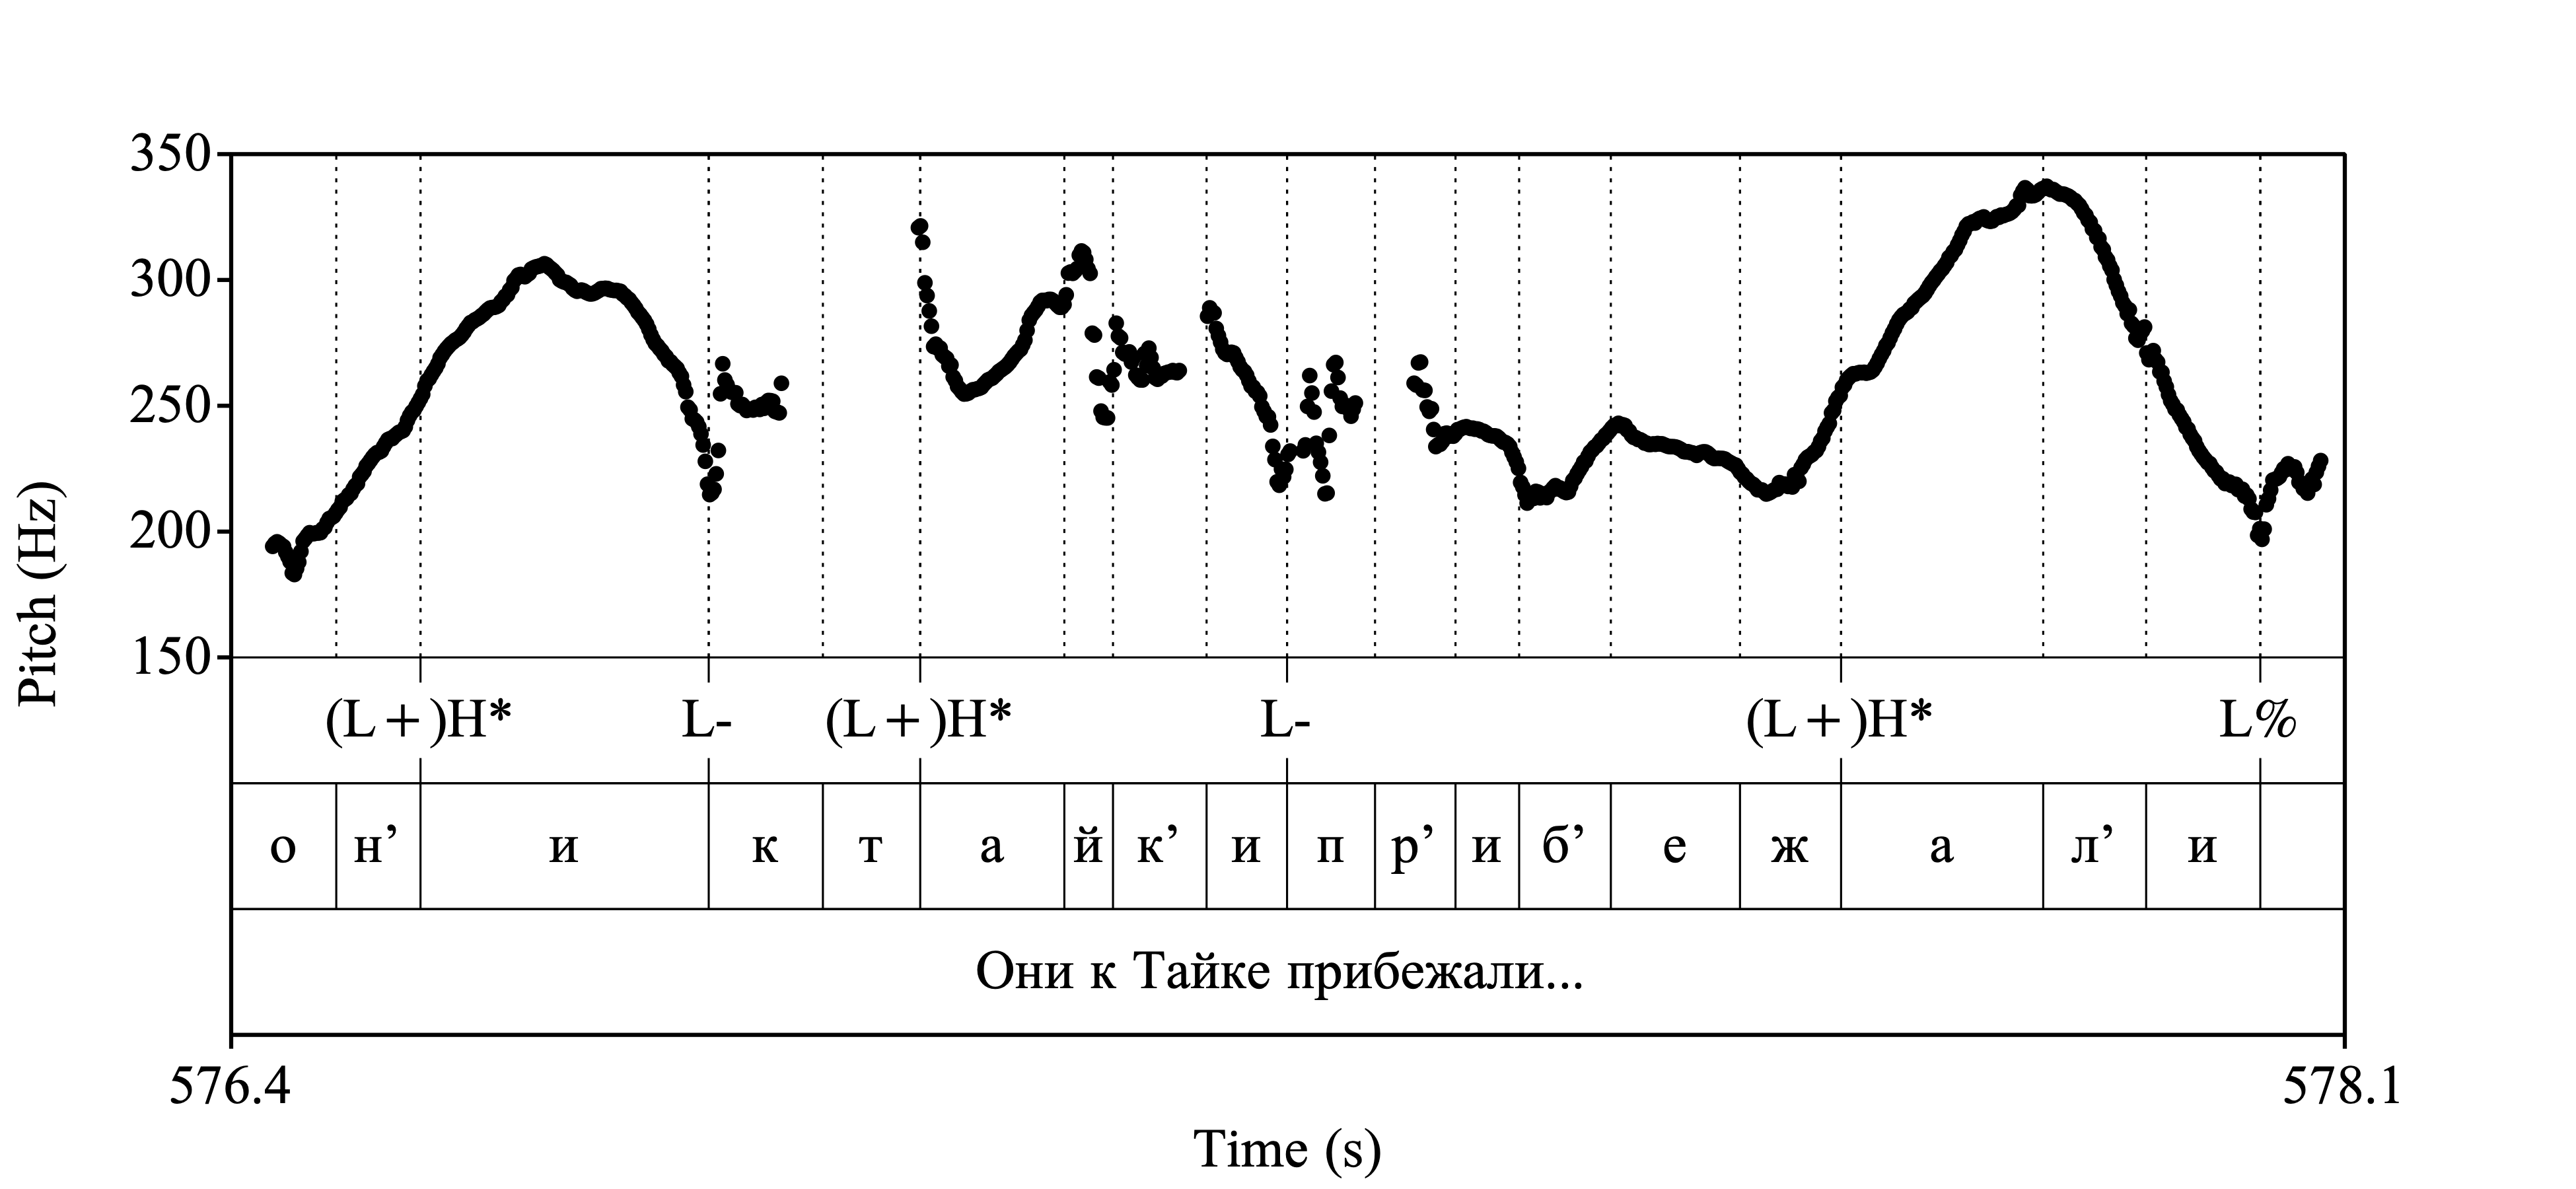 350
300
250
200
150
Pitch (Hz)
(L+)H* L- (L+)H* L- (L+)H* L%
о н’ и к т а й к’ и п р’ и б’ е ж а л’ и
Они к Тайке прибежали...
576.4 578.1
Time (s)